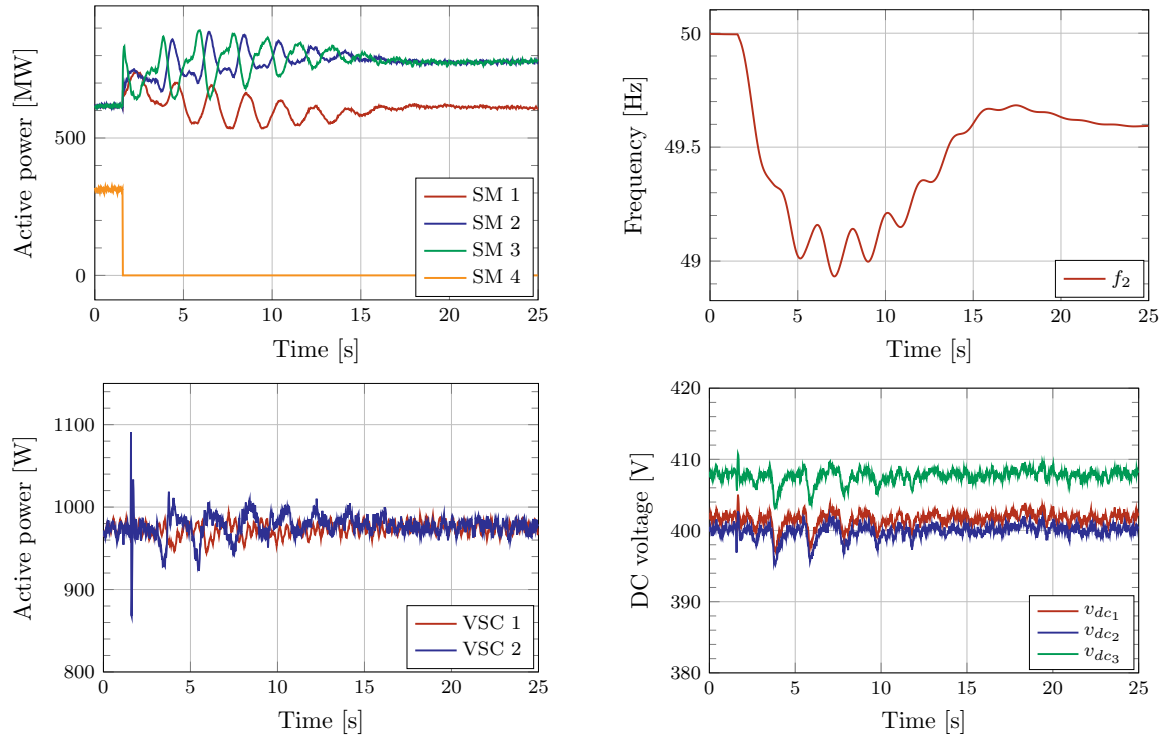 Active power [MW]
500
0
0 5 10 15 20 25
Time [s]
SM 1
SM 2
SM 3
SM 4
Frequency [Hz]
50
49.5
49
0 5 10 15 20 25
Time [s]
f2
Active power [W]
1100
1000
900
800
0 5 10 15 20 25
Time [s]
VSC 1
VSC 2
DC voltage [V]
420
410
400
390
380
0 5 10 15 20 25
Time [s]
vdc1
vdc2
vdc3